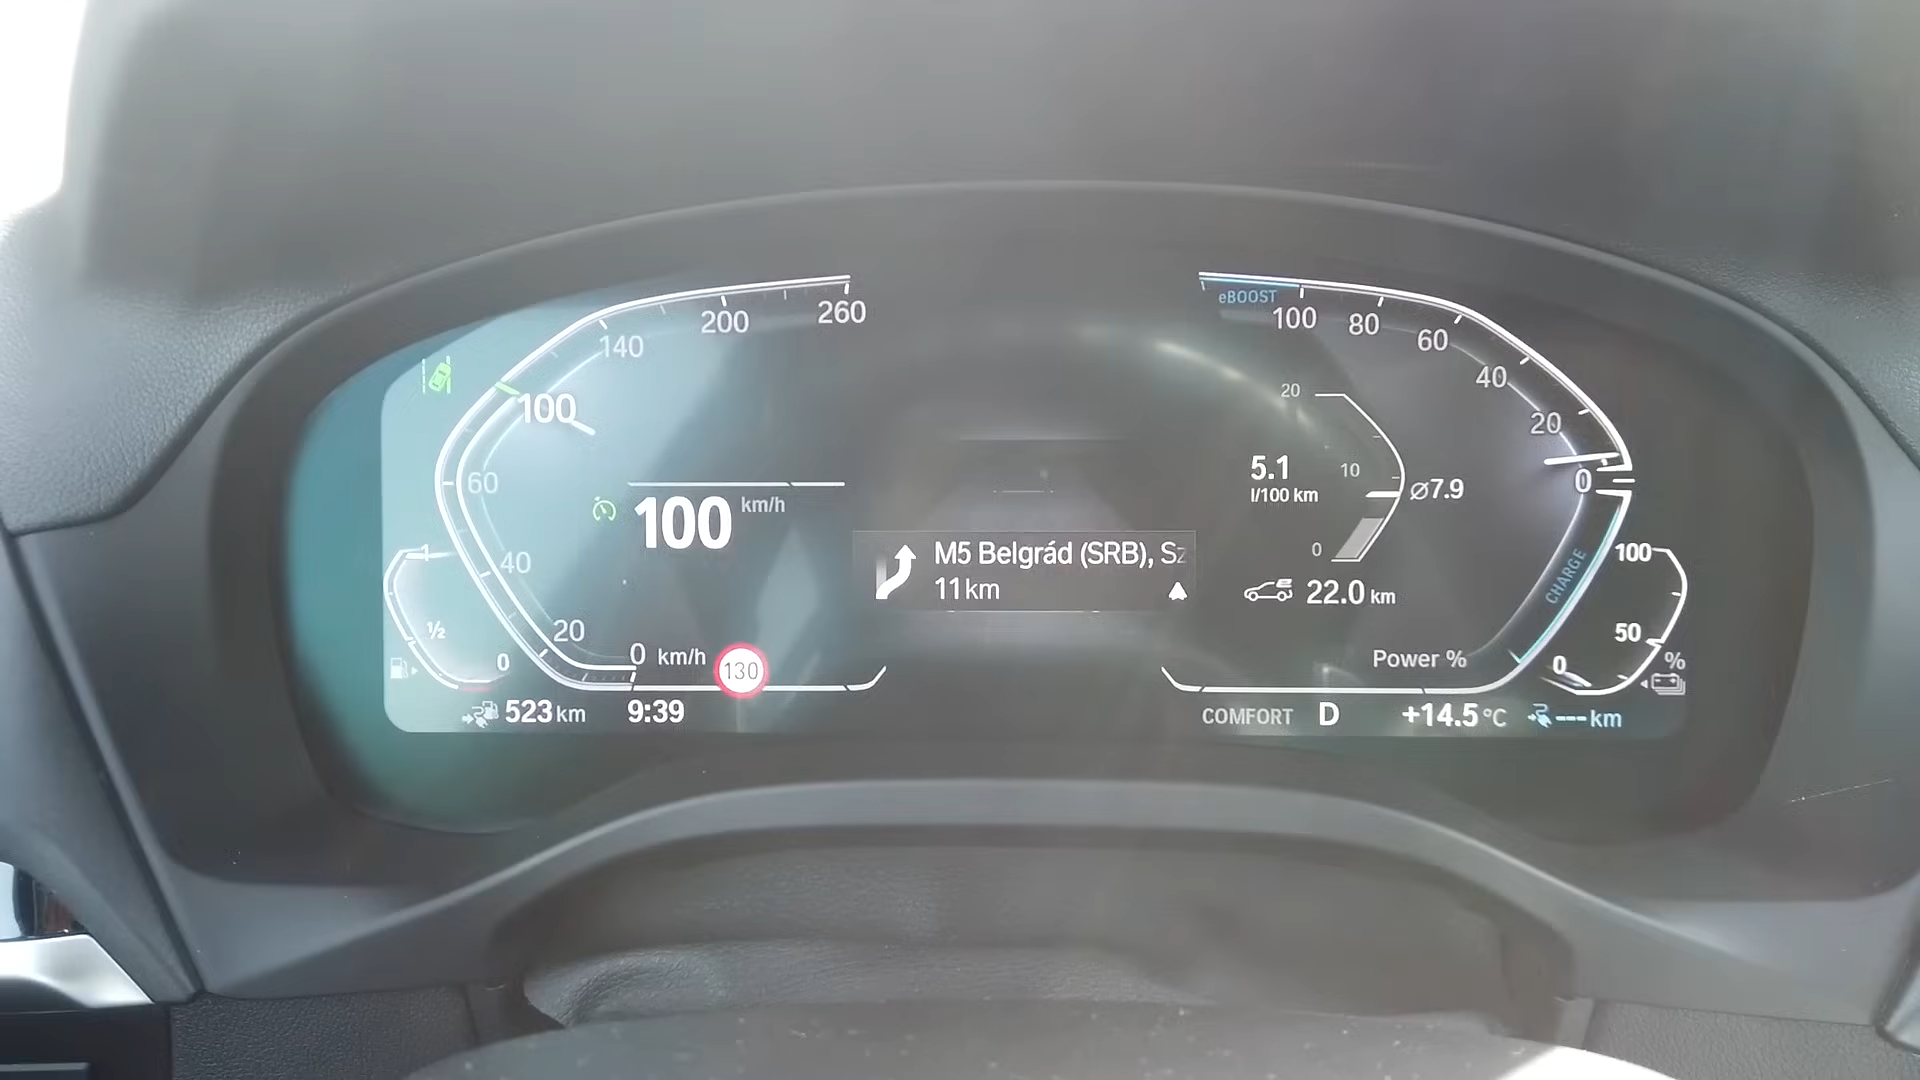 260
200
140
100
60
40
20
0 km/h
100 km/h
130
1
½
0
523 km
9:39
M5 Belgrád (SRB), Sz
11 km
eBOOST
100
80
60
40
20
0
20
10
0
5.1
l/100 km
⌀7.9
22.0 km
CHARGE
Power %
100
50
0
%
COMFORT D +14.5 °C
--- km